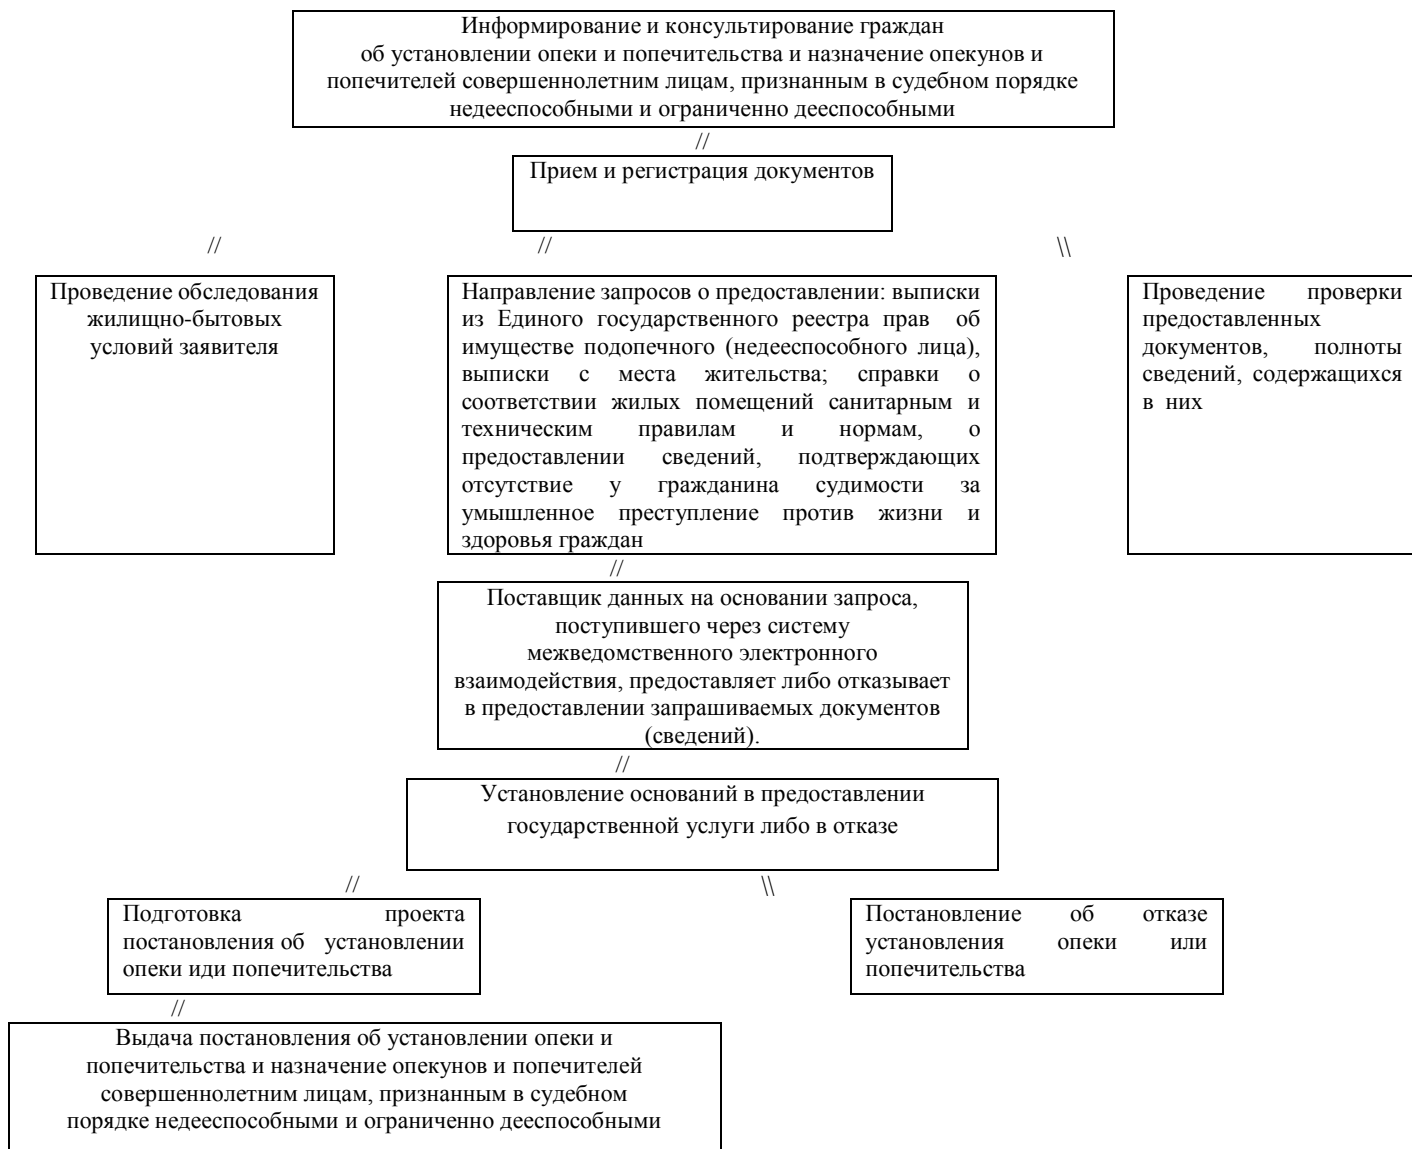 Информирование и консультирование граждан
об установлении опеки и попечительства и назначение опекунов и
попечителей совершеннолетним лицам, признанным в судебном порядке
недееспособными и ограниченно дееспособными
//
Прием и регистрация документов
// // \\
Проведение обследования
жилищно-бытовых
условий заявителя
Направление запросов о предоставлении: выписки
из Единого государственного реестра прав об
имуществе подопечного (недееспособного лица),
выписки с места жительства; справки о
соответствии жилых помещений санитарным и
техническим правилам и нормам, о
предоставлении сведений, подтверждающих
отсутствие у гражданина судимости за
умышленное преступление против жизни и
здоровья граждан
Проведение проверки
предоставленных
документов, полноты
сведений, содержащихся
в них
//
Поставщик данных на основании запроса,
поступившего через систему
межведомственного электронного
взаимодействия, предоставляет либо отказывает
в предоставлении запрашиваемых документов
(сведений).
//
Установление оснований в предоставлении
государственной услуги либо в отказе
// \\
Подготовка проекта
постановления об установлении
опеки иди попечительства
Постановление об отказе
установления опеки или
попечительства
//
Выдача постановления об установлении опеки и
попечительства и назначение опекунов и попечителей
совершеннолетним лицам, признанным в судебном
порядке недееспособными и ограниченно дееспособными